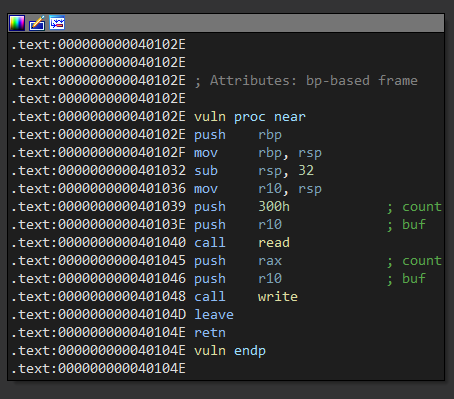 .text:000000000040102E
.text:000000000040102E
.text:000000000040102E ; Attributes: bp-based frame
.text:000000000040102E
.text:000000000040102E vuln proc near
.text:000000000040102E push    rbp
.text:000000000040102F mov     rbp, rsp
.text:0000000000401032 sub     rsp, 32
.text:0000000000401036 mov     r10, rsp
.text:0000000000401039 push    300h            ; count
.text:000000000040103E push    r10             ; buf
.text:0000000000401040 call    read
.text:0000000000401045 push    rax             ; count
.text:0000000000401046 push    r10             ; buf
.text:0000000000401048 call    write
.text:000000000040104D leave
.text:000000000040104E retn
.text:000000000040104E vuln endp
.text:000000000040104E